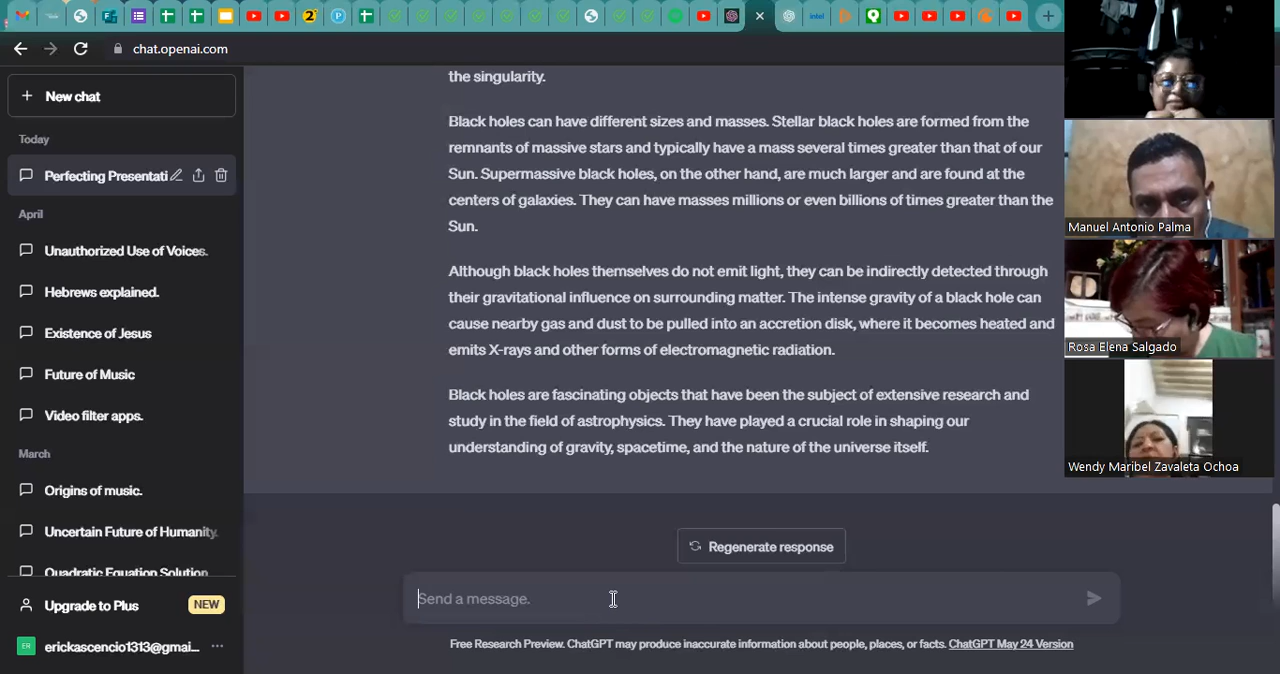 chat.openai.com
New chat
Today
Perfecting Presentati
April
Unauthorized Use of Voices.
Hebrews explained.
Existence of Jesus
Future of Music
Video filter apps.
March
Origins of music.
Uncertain Future of Humanity.
Quadratic Equation Solution
Upgrade to Plus
NEW
ER
erickascencio1313@gmai...
the singularity.
Black holes can have different sizes and masses. Stellar black holes are formed from the
remnants of massive stars and typically have a mass several times greater than that of our
Sun. Supermassive black holes, on the other hand, are much larger and are found at the
centers of galaxies. They can have masses millions or even billions of times greater than the
Sun.
Although black holes themselves do not emit light, they can be indirectly detected through
their gravitational influence on surrounding matter. The intense gravity of a black hole can
cause nearby gas and dust to be pulled into an accretion disk, where it becomes heated and
emits X-rays and other forms of electromagnetic radiation.
Black holes are fascinating objects that have been the subject of extensive research and
study in the field of astrophysics. They have played a crucial role in shaping our
understanding of gravity, spacetime, and the nature of the universe itself.
Regenerate response
Send a message.
Free Research Preview. ChatGPT may produce inaccurate information about people, places, or facts. ChatGPT May 24 Version
Manuel Antonio Palma
Rosa Elena Salgado
Wendy Maribel Zavaleta Ochoa